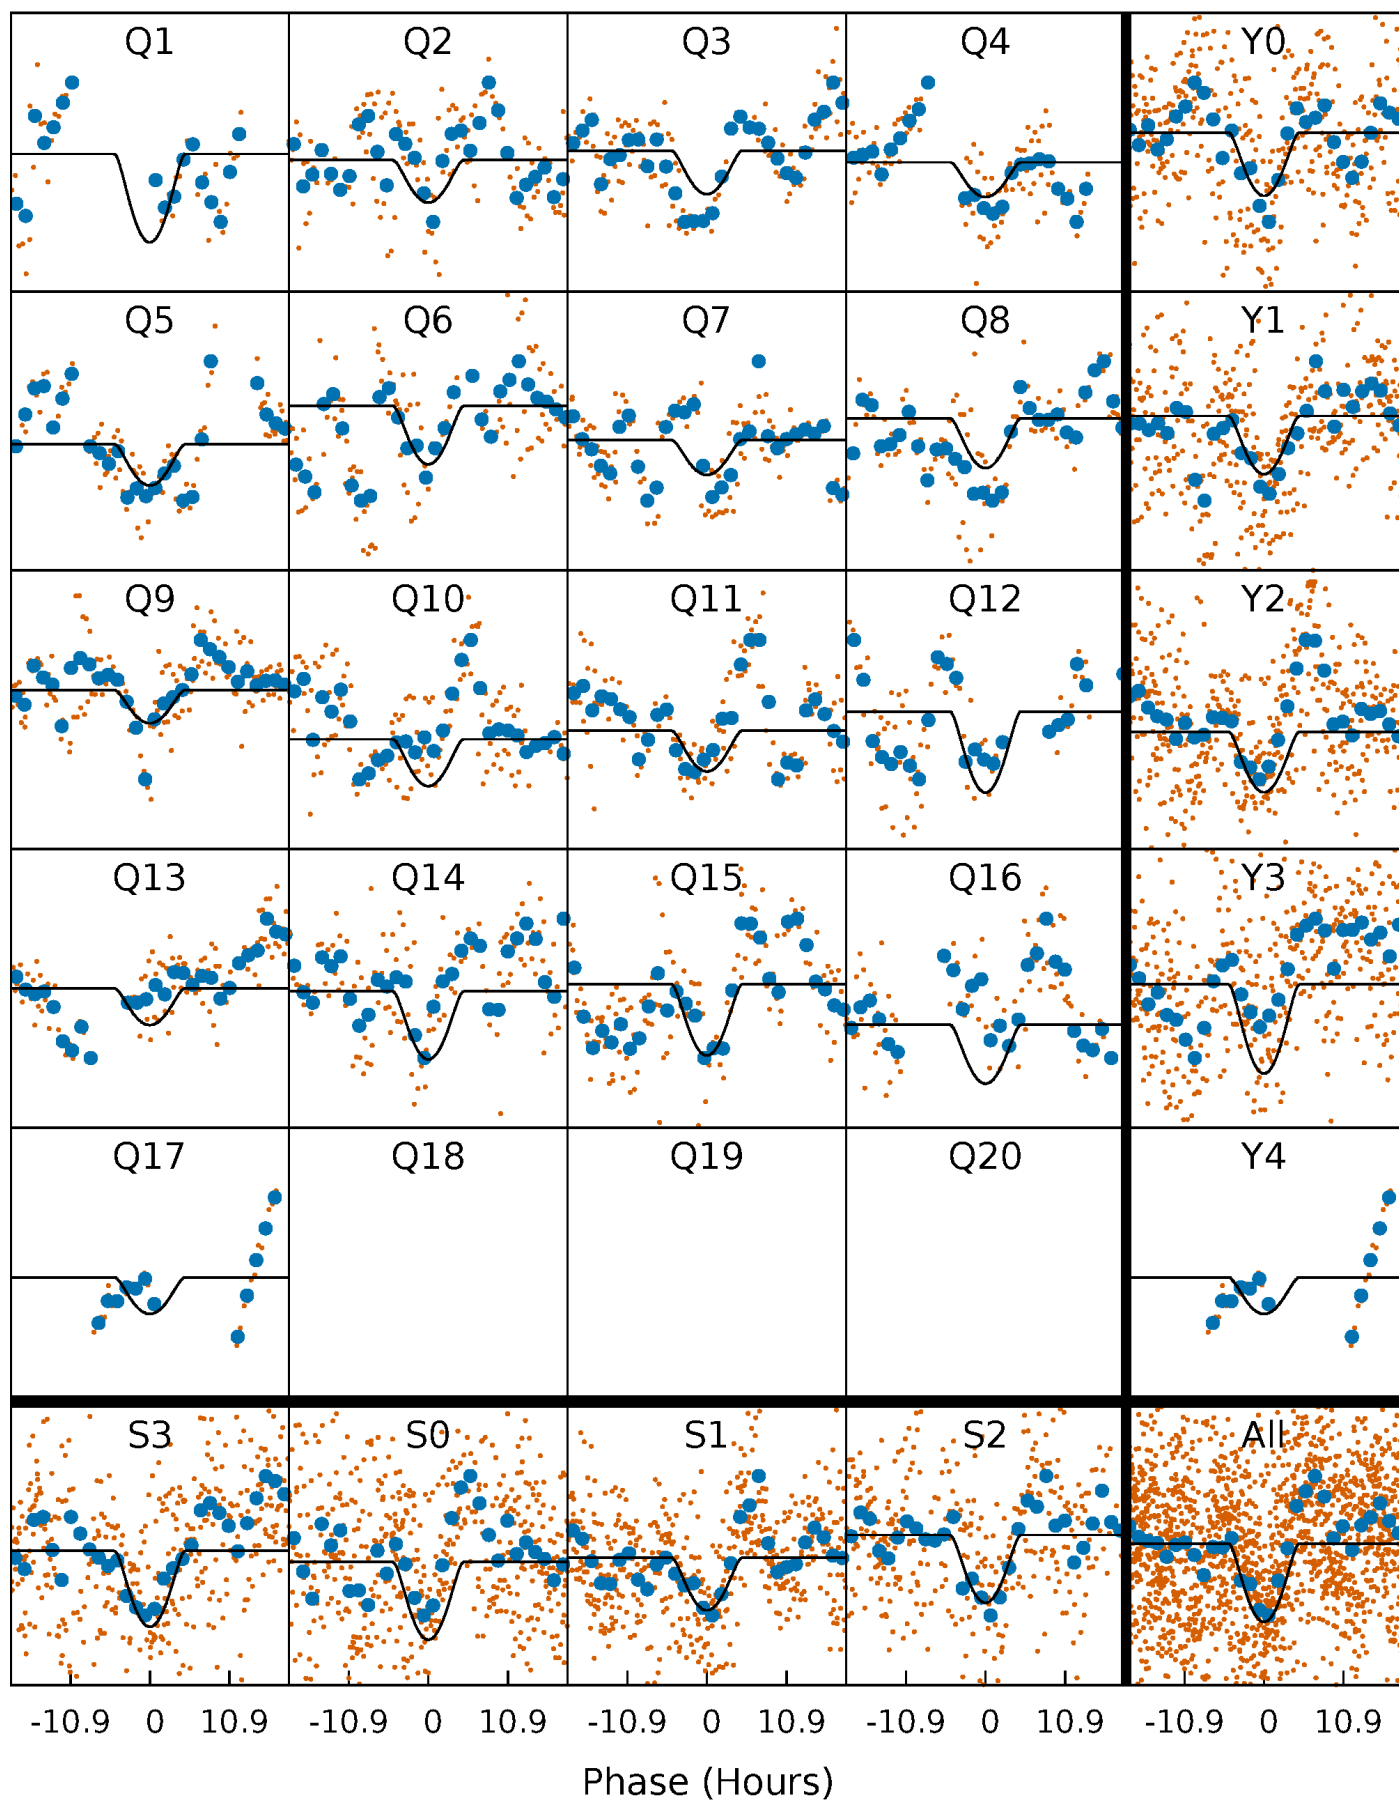 Q1 Q2 Q3 Q4 Y0
Q5 Q6 Q7 Q8 Y1
Q9 Q10 Q11 Q12 Y2
Q13 Q14 Q15 Q16 Y3
Q17 Q18 Q19 Q20 Y4
S3 S0 S1 S2 All
-10.9 0 10.9 -10.9 0 10.9 -10.9 0 10.9 -10.9 0 10.9 -10.9 0 10.9
Phase (Hours)